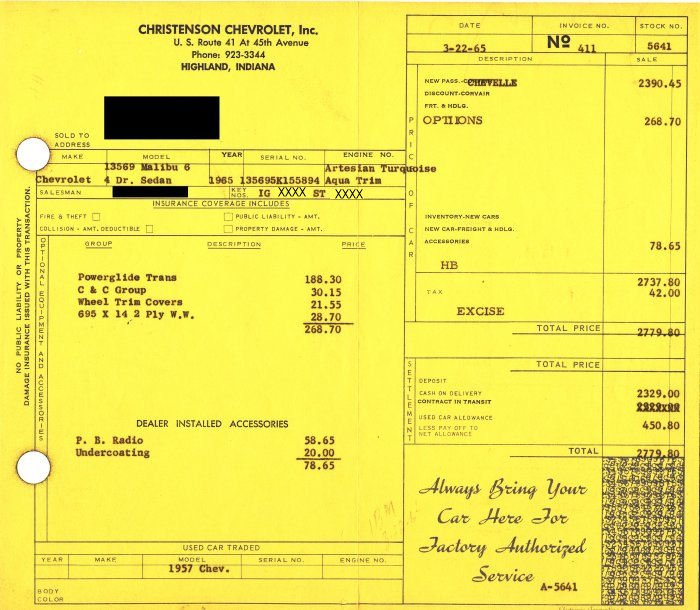 CHRISTENSON CHEVROLET, Inc.
U. S. Route 41 At 45th Avenue
Phone: 923-3344
HIGHLAND, INDIANA
DATE INVOICE NO. STOCK NO.
3-22-65 No 411 5641
DESCRIPTION SALE
NEW PASS.- CHEVELLE 2390.45
DISCOUNT-CORVAIR
FRT. & HDLG.
OPTIONS 268.70
PRICE OF CAR
INVENTORY-NEW CARS
NEW CAR-FREIGHT & HDLG.
ACCESSORIES 78.65
HB
2737.80
TAX 42.00
EXCISE
TOTAL PRICE 2779.80
SOLD TO
ADDRESS
MAKE MODEL YEAR SERIAL NO. ENGINE NO.
13569 Malibu 6 Artesian Turquoise
Chevrolet 4 Dr. Sedan 1965 135695K155894 Aqua Trim
SALESMAN KEY NOS. IG XXXX ST XXXX
INSURANCE COVERAGE INCLUDES
FIRE & THEFT PUBLIC LIABILITY - AMT.
COLLISION - AMT. DEDUCTIBLE PROPERTY DAMAGE - AMT.
NO PUBLIC LIABILITY OR PROPERTY
DAMAGE INSURANCE ISSUED WITH THIS TRANSACTION.
OPTIONAL EQUIPMENT AND ACCESSORIES
GROUP DESCRIPTION PRICE
Powerglide Trans 188.30
C & C Group 30.15
Wheel Trim Covers 21.55
695 X 14 2 Ply W.W. 28.70
268.70
DEALER INSTALLED ACCESSORIES
P. B. Radio 58.65
Undercoating 20.00
78.65
USED CAR TRADED
YEAR MAKE MODEL SERIAL NO. ENGINE NO.
1957 Chev.
BODY
COLOR
SETTLEMENT
TOTAL PRICE
DEPOSIT
CASH ON DELIVERY 2329.00
CONTRACT IN TRANSIT
USED CAR ALLOWANCE 450.80
LESS PAY OFF TO
NET ALLOWANCE
TOTAL 2779.80
Always Bring Your
Car Here For
Factory Authorized
Service
A-5641